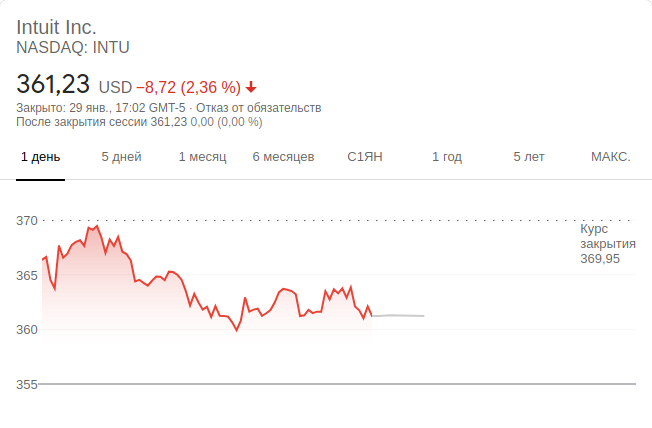 Intuit Inc.
NASDAQ: INTU
361,23 USD −8,72 (2,36 %)
Закрыто: 29 янв., 17:02 GMT-5 · Отказ от обязательств
После закрытия сессии 361,23 0,00 (0,00 %)
1 день 5 дней 1 месяц 6 месяцев С1ЯН 1 год 5 лет МАКС.
370
Курс
закрытия
369,95
365
360
355